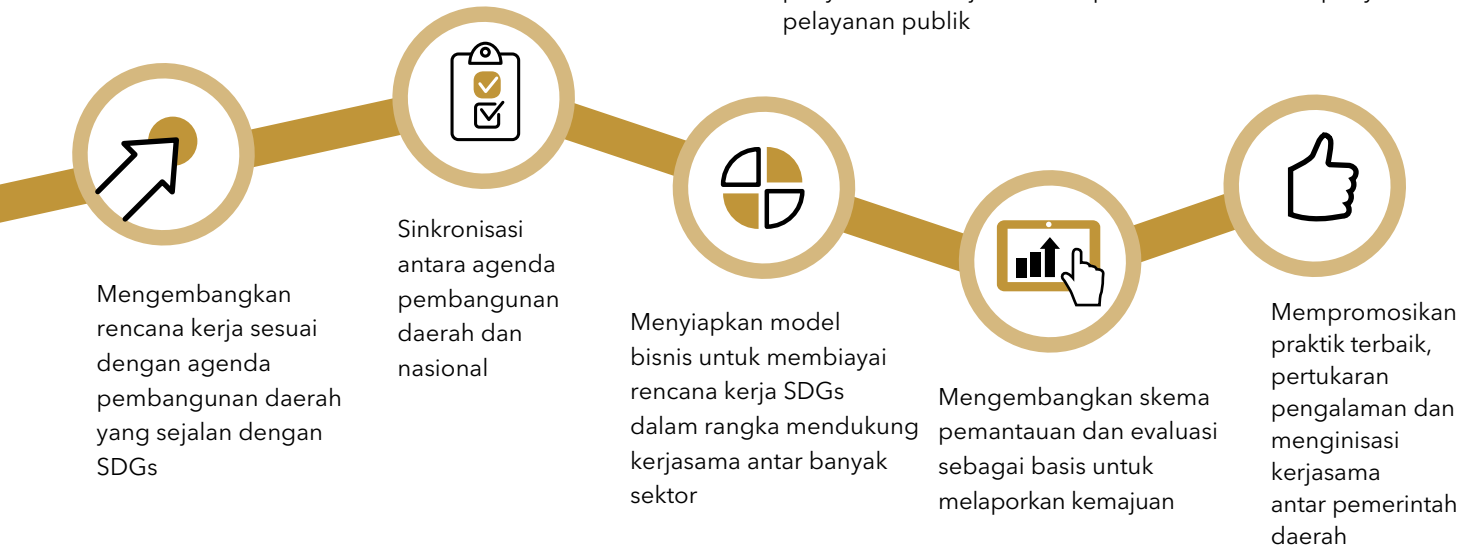 pelayanan publik
Mengembangkan
rencana kerja sesuai
dengan agenda
pembangunan daerah
yang sejalan dengan
SDGs
Sinkronisasi
antara agenda
pembangunan
daerah dan
nasional
Menyiapkan model
bisnis untuk membiayai
rencana kerja SDGs
dalam rangka mendukung
kerjasama antar banyak
sektor
Mengembangkan skema
pemantauan dan evaluasi
sebagai basis untuk
melaporkan kemajuan
Mempromosikan
praktik terbaik,
pertukaran
pengalaman dan
menginisasi
kerjasama
antar pemerintah
daerah